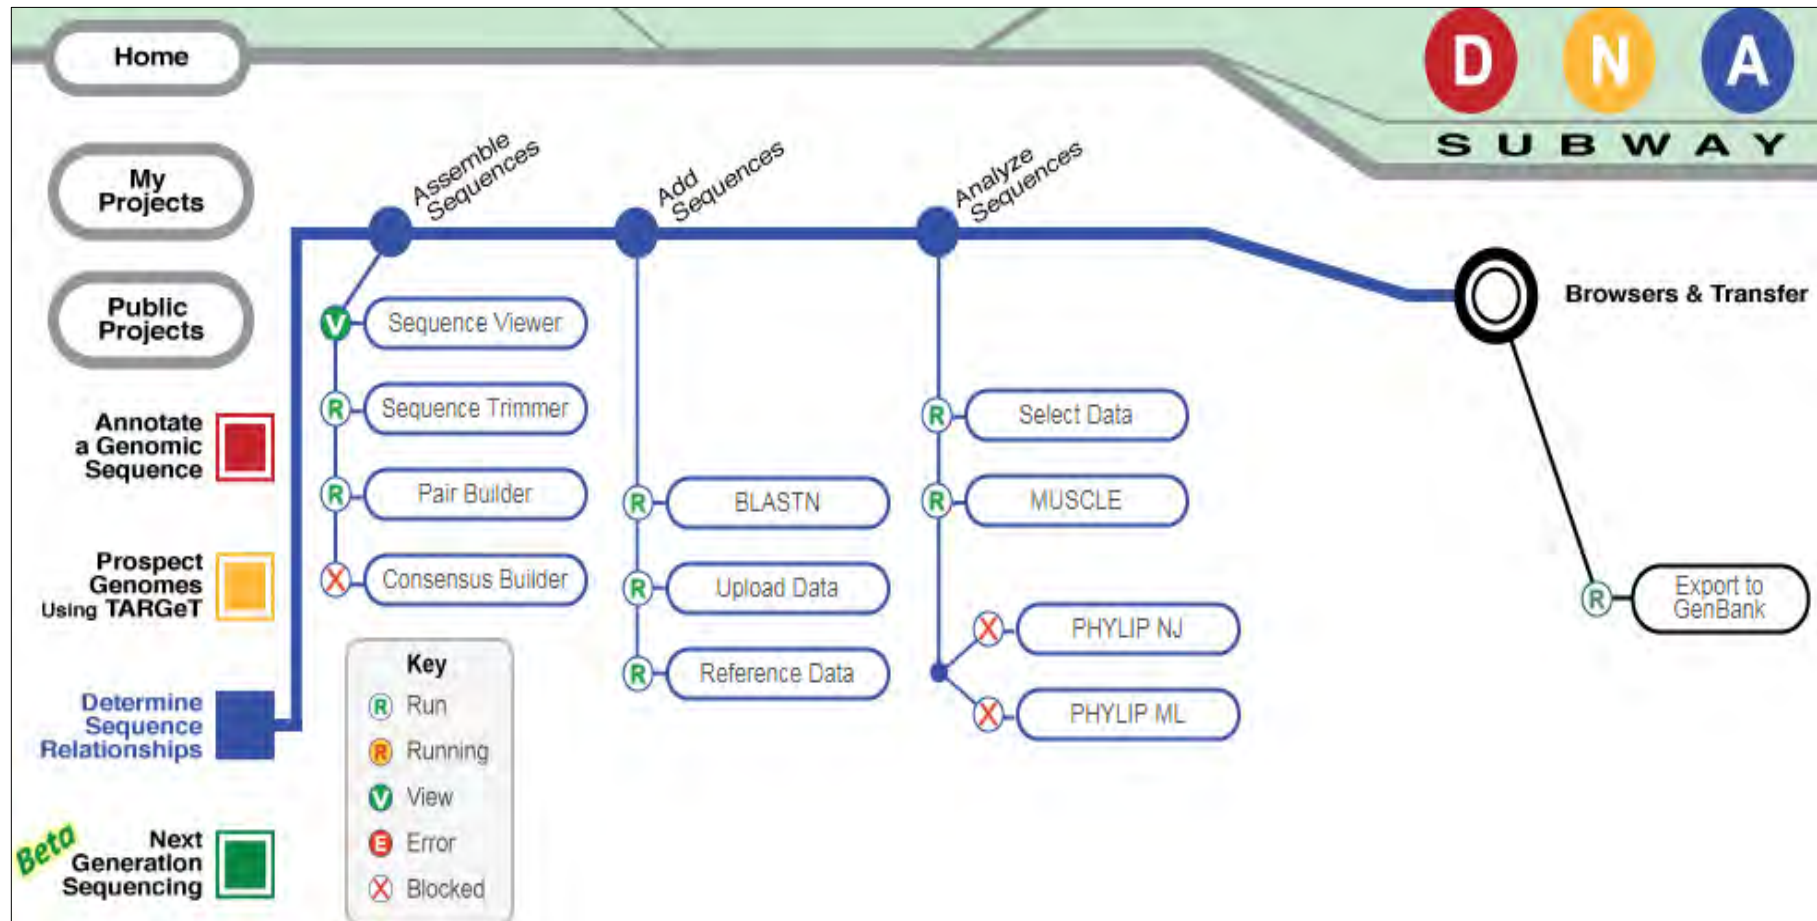 Home
D N A
SUBWAY
My
Projects
Public
Projects
Assemble
Sequences
Add
Sequences
Analyze
Sequences
Browsers & Transfer
V Sequence Viewer
R Sequence Trimmer
R Pair Builder
X Consensus Builder
R BLASTN
R Upload Data
R Reference Data
R Select Data
R MUSCLE
X PHYLIP NJ
X PHYLIP ML
R Export to
GenBank
Annotate
a Genomic
Sequence
Prospect
Genomes
Using TARGeT
Determine
Sequence
Relationships
Beta
Next
Generation
Sequencing
Key
R Run
R Running
V View
E Error
X Blocked